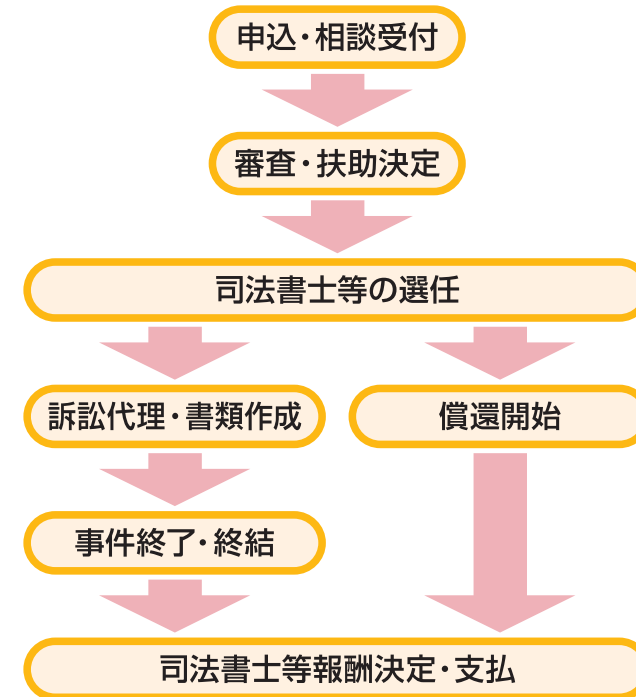 申込・相談受付
審査・扶助決定
司法書士等の選任
訴訟代理・書類作成
償還開始
事件終了・終結
司法書士等報酬決定・支払